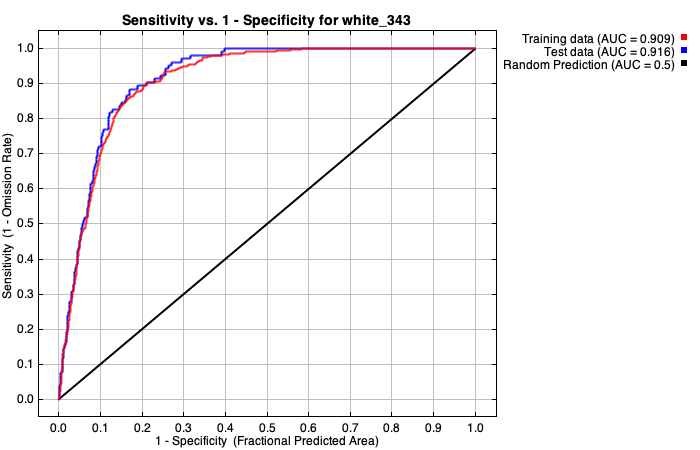 Sensitivity vs. 1 - Specificity for white_343
Training data (AUC = 0.909)
Test data (AUC = 0.916)
Random Prediction (AUC = 0.5)
Sensitivity (1 - Omission Rate)
1.0
0.9
0.8
0.7
0.6
0.5
0.4
0.3
0.2
0.1
0.0
0.0 0.1 0.2 0.3 0.4 0.5 0.6 0.7 0.8 0.9 1.0
1 - Specificity (Fractional Predicted Area)